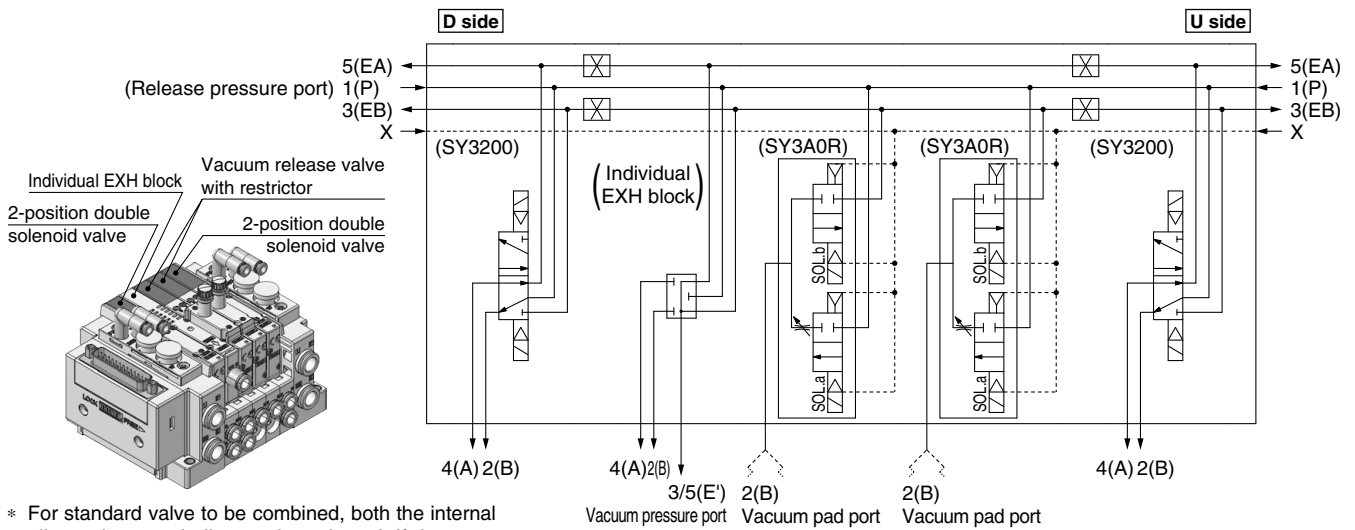 D side
U side
5(EA)
5(EA)
(Release pressure port) 1(P)
1(P)
3(EB)
3(EB)
X
X
(SY3200)
(SY3A0R)
(SY3A0R)
(SY3200)
(Individual
EXH block)
Individual EXH block
Vacuum release valve
with restrictor
2-position double
solenoid valve
2-position double
solenoid valve
SOL.b
SOL.b
SOL.a
SOL.a
LOCK
FREE
4(A) 2(B)
4(A) 2(B)
4(A) 2(B)
3/5(E')
2(B)
2(B)
Vacuum pressure port
Vacuum pad port
Vacuum pad port
* For standard valve to be combined, both the internal